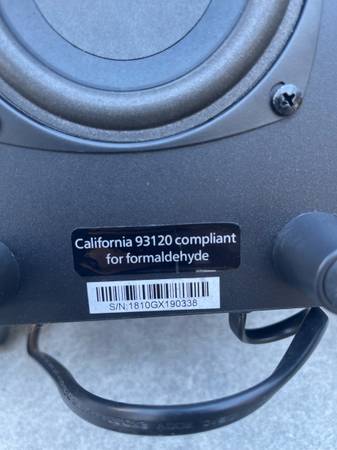 California 93120 compliant
for formaldehyde
S/N:1810GX190338